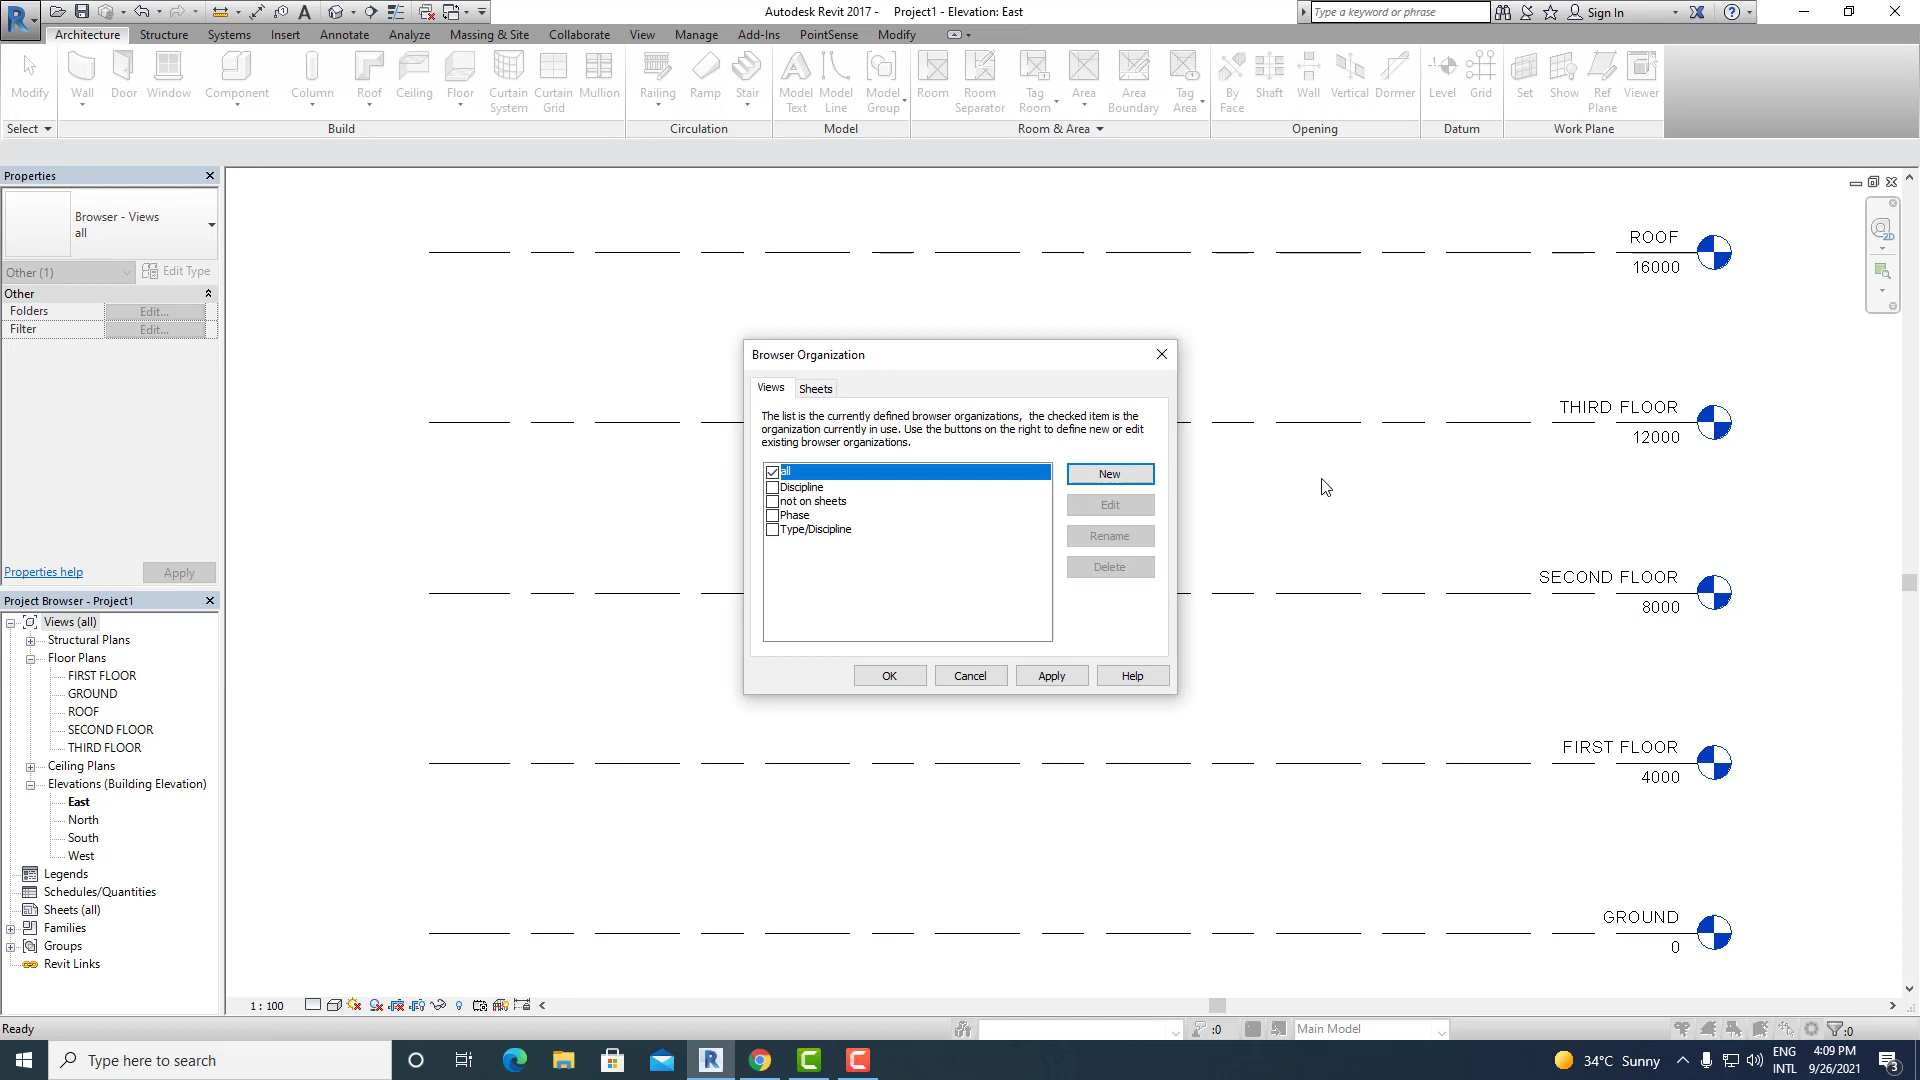 Autodesk Revit 2017 - Project1 - Elevation: East
Type a keyword or phrase
Sign In
Architecture Structure Systems Insert Annotate Analyze Massing & Site Collaborate View Manage Add-Ins PointSense Modify
Modify
Wall
Door
Window
Component
Column
Roof
Ceiling
Floor
Curtain System
Curtain Grid
Mullion
Railing
Ramp
Stair
Model Text
Model Line
Model Group
Room
Room Separator
Tag Room
Area
Area Boundary
Tag Area
By Face
Shaft
Wall
Vertical
Dormer
Level
Grid
Set
Show
Ref Plane
Viewer
Select
Build
Circulation
Model
Room & Area
Opening
Datum
Work Plane
Properties
Browser - Views
all
Other (1)
Edit Type
Other
Folders Edit...
Filter Edit...
Properties help
Apply
Project Browser - Project1
Views (all)
Structural Plans
Floor Plans
FIRST FLOOR
GROUND
ROOF
SECOND FLOOR
THIRD FLOOR
Ceiling Plans
Elevations (Building Elevation)
East
North
South
West
Legends
Schedules/Quantities
Sheets (all)
Families
Groups
Revit Links
Browser Organization
Views Sheets
The list is the currently defined browser organizations, the checked item is the
organization currently in use. Use the buttons on the right to define new or edit
existing browser organizations.
all
Discipline
not on sheets
Phase
Type/Discipline
New
Edit
Rename
Delete
OK Cancel Apply Help
ROOF
16000
THIRD FLOOR
12000
SECOND FLOOR
8000
FIRST FLOOR
4000
GROUND
0
2D
1 : 100
Ready
:0
Main Model
:0
Type here to search
34°C Sunny
ENG
INTL
4:09 PM
9/26/2021
3